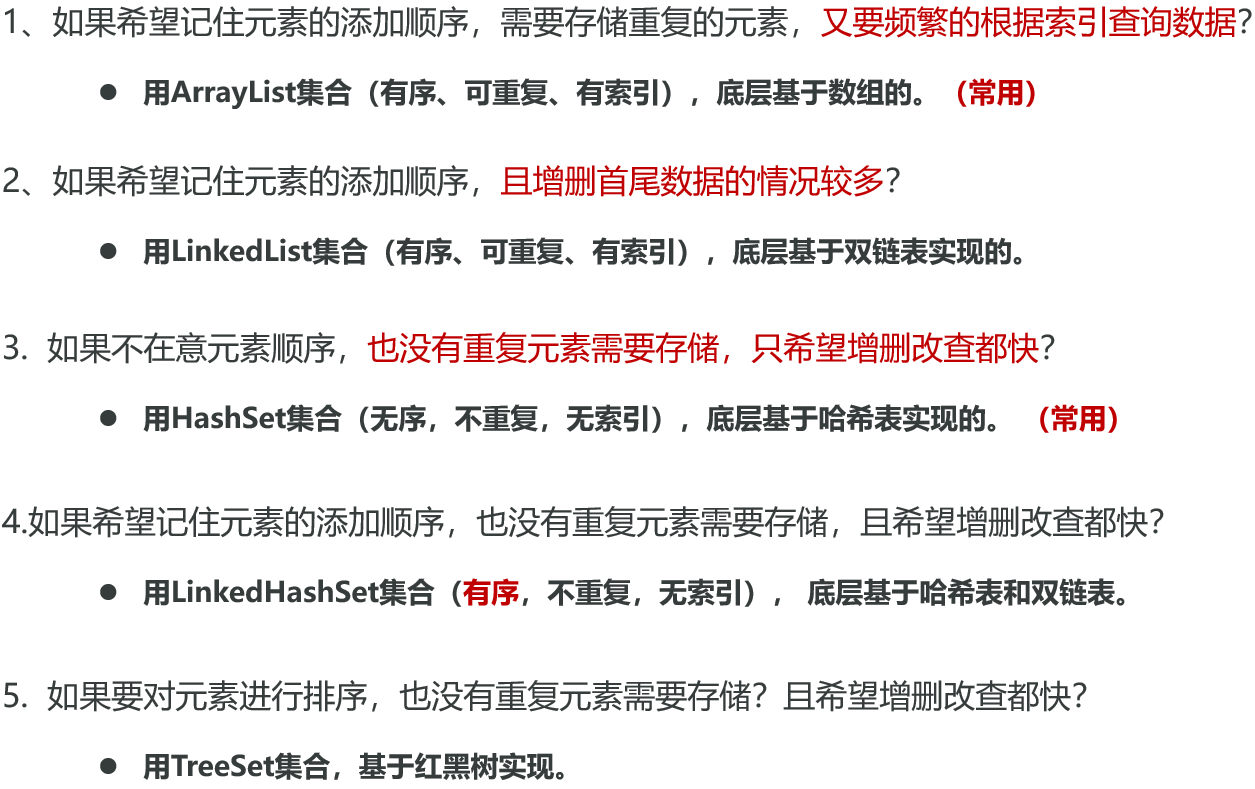 1、如果希望记住元素的添加顺序，需要存储重复的元素，又要频繁的根据索引查询数据？
● 用ArrayList集合（有序、可重复、有索引），底层基于数组的。（常用）
2、如果希望记住元素的添加顺序，且增删首尾数据的情况较多？
● 用LinkedList集合（有序、可重复、有索引），底层基于双链表实现的。
3. 如果不在意元素顺序，也没有重复元素需要存储，只希望增删改查都快？
● 用HashSet集合（无序，不重复，无索引），底层基于哈希表实现的。 （常用）
4.如果希望记住元素的添加顺序，也没有重复元素需要存储，且希望增删改查都快？
● 用LinkedHashSet集合（有序，不重复，无索引）， 底层基于哈希表和双链表。
5. 如果要对元素进行排序，也没有重复元素需要存储？且希望增删改查都快？
● 用TreeSet集合，基于红黑树实现。